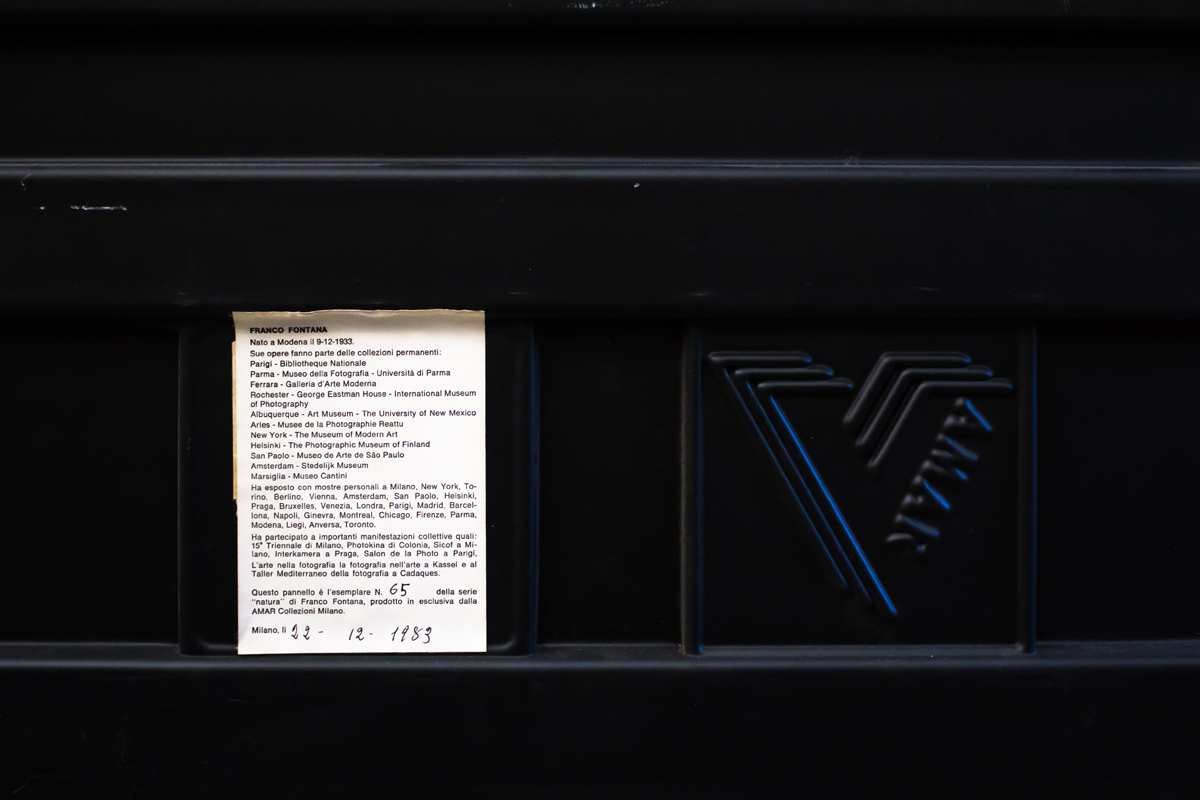 FRANCO FONTANA
Nato a Modena il 9-12-1933.
Sue opere fanno parte delle collezioni permanenti:
Parigi - Bibliotheque Nationale
Parma - Museo della Fotografia - Università di Parma
Ferrara - Galleria d'Arte Moderna
Rochester - George Eastman House - International Museum
of Photography
Albuquerque - Art Museum - The University of New Mexico
Arles - Musee de la Photographie Reattu
New York - The Museum of Modern Art
Helsinki - The Photographic Museum of Finland
San Paolo - Museo de Arte de São Paulo
Amsterdam - Stedelijk Museum
Marsiglia - Museo Cantini
Ha esposto con mostre personali a Milano, New York, To-
rino, Berlino, Vienna, Amsterdam, San Paolo, Helsinki,
Praga, Bruxelles, Venezia, Londra, Parigi, Madrid, Barcel-
lona, Napoli, Ginevra, Montreal, Chicago, Firenze, Parma,
Modena, Liegi, Anversa, Toronto.
Ha partecipato a importanti manifestazioni collettive quali:
15ª Triennale di Milano, Photokina di Colonia, Sicof a Mi-
lano, Interkamera a Praga, Salon de la Photo a Parigi,
L'arte nella fotografia la fotografia nell'arte a Kassel e al
Taller Mediterraneo della fotografia a Cadaques.
Questo pannello è l'esemplare N. 65 della serie
"natura" di Franco Fontana, prodotto in esclusiva dalla
AMAR Collezioni Milano.
Milano, li 22 - 12 - 1983
AMAR